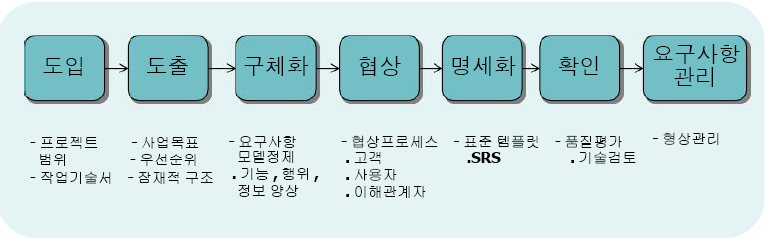 도입
도출
구체화
협상
명세화
확인
요구사항
관리
- 프로젝트
범위
- 작업기술서
- 사업목표
- 우선순위
- 잠재적 구조
- 요구사항
모델정제
. 기능 , 행위 ,
정보 양상
- 협상프로세스
. 고객
. 사용자
. 이해관계자
- 표준 템플릿
.SRS
- 품질평가
. 기술검토
- 형상관리